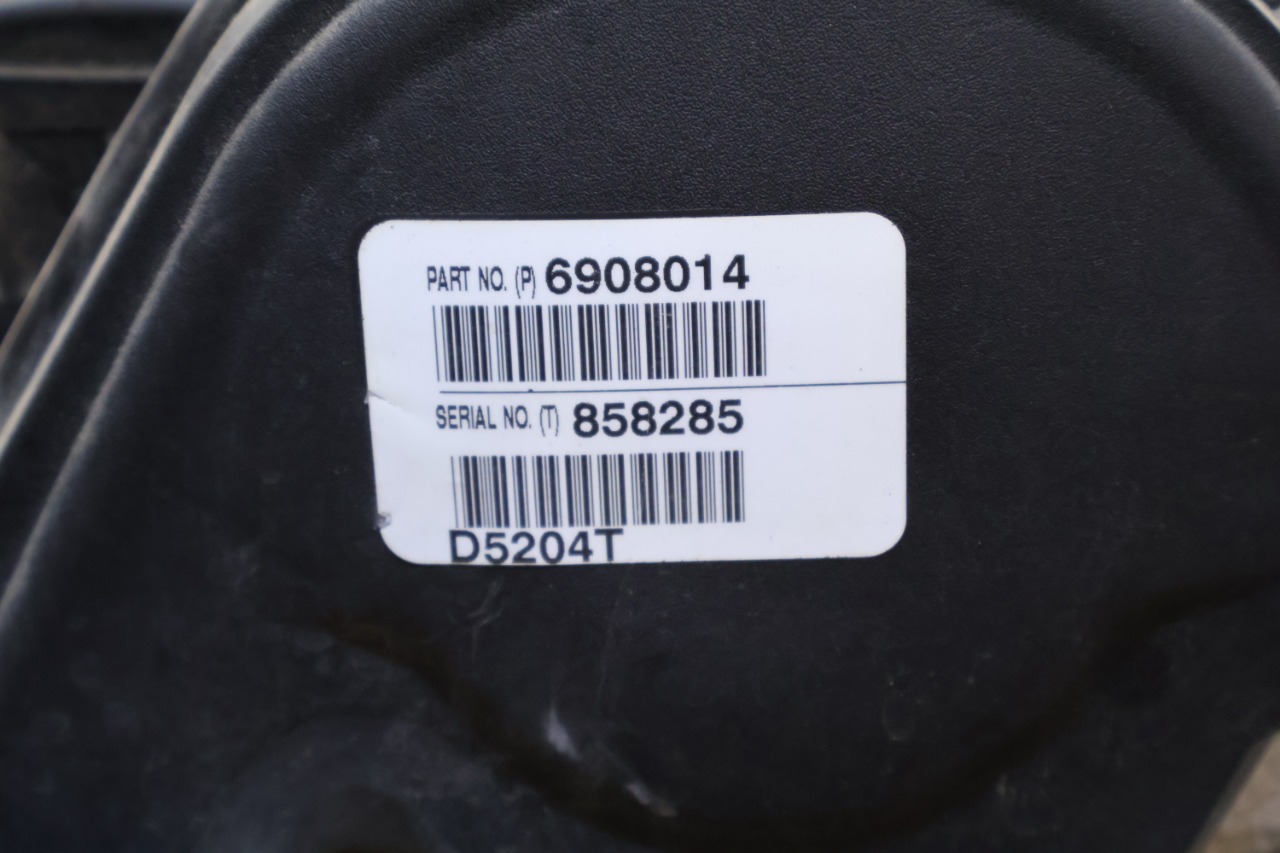 PART NO. (P) 6908014
SERIAL NO. (T) 858285
D5204T